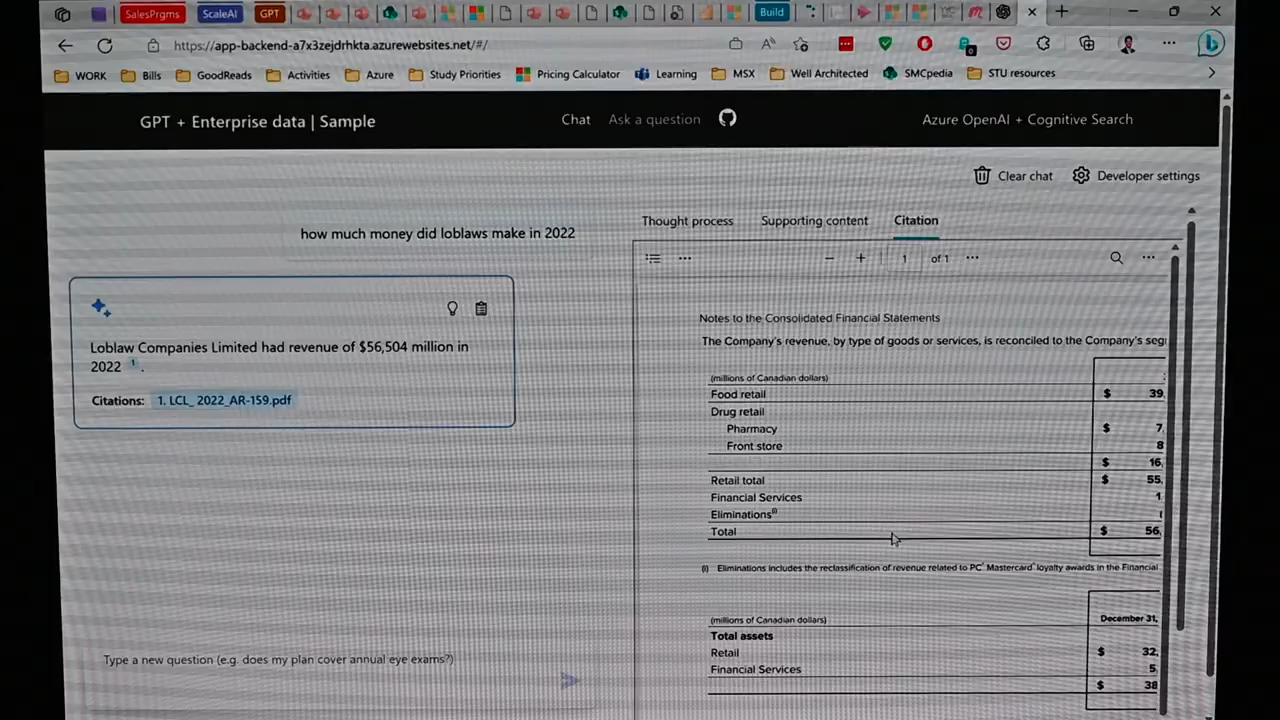 SalesPrgms ScaleAI GPT Build
https://app-backend-a7x3zejdrhkta.azurewebsites.net/#/
WORK Bills GoodReads Activities Azure Study Priorities Pricing Calculator Learning MSX Well Architected SMCpedia STU resources
GPT + Enterprise data | Sample Chat Ask a question Azure OpenAI + Cognitive Search
Clear chat Developer settings
how much money did loblaws make in 2022
Loblaw Companies Limited had revenue of $56,504 million in
2022 1 .
Citations: 1. LCL_ 2022_AR-159.pdf
Type a new question (e.g. does my plan cover annual eye exams?)
Thought process Supporting content Citation
1 of 1
Notes to the Consolidated Financial Statements
The Company's revenue, by type of goods or services, is reconciled to the Company's seg
(millions of Canadian dollars)
Food retail $ 39,
Drug retail
Pharmacy $ 7,
Front store 8
$ 16,
Retail total $ 55,
Financial Services 1
Eliminations(i) (
Total $ 56,
(i) Eliminations includes the reclassification of revenue related to PC Mastercard loyalty awards in the Financial
(millions of Canadian dollars) December 31,
Total assets
Retail $ 32,
Financial Services 5
$ 38